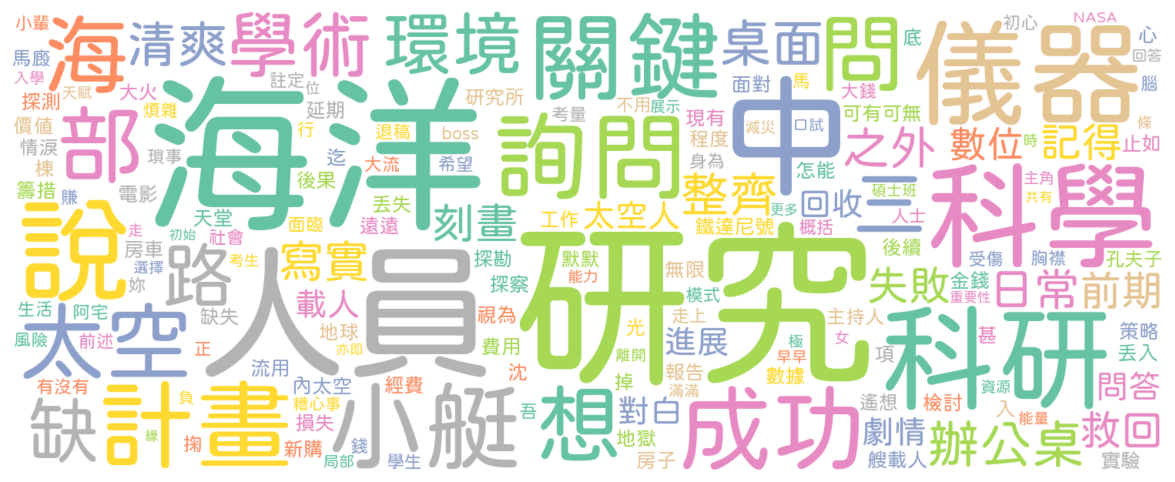 小輩
海
清爽
學術
環境
關鍵
桌面
問
底
初心
NASA
儀器
心
回答
馬廄
入學
天賦
大火
註定
位
面對
馬
大錢
腦
探測
煩雜
延期
研究所
考量
不用
展示
現有
可有可無
價值
部
海洋
行
退稿
boss
詢問
程度
中
減災
口試
之外
數位
時
記得
條
止如
情淚
瑣事
迄
大流
希望
身為
怎能
棟
後果
籌措
賺
電影
丟失
整齊
碩士班
主角
科學
說
天堂
遠遠
刻畫
工作
太空人
更多
回收
三
人士
共有
走
初始
社會
面臨
鐵達尼號
概括
後續
房車
路
寫實
探勘
研究
默默
無限
受傷
胸襟
孔夫子
選擇
考生
人員
能力
失敗
金錢
日常
前期
妳
探察
模式
重要性
生活
阿宅
缺失
載人
視為
光
走上
主持人
太空
地球
費用
進展
極
女
甚
科研
策略
風險
前述
正
亦即
離開
早早
項
丟入
流用
內太空
沈
掉
報告
數據
資源
問答
有沒有
計畫
負
糟心事
經費
小艇
滿滿
成功
遙想
檢討
入
能量
缺
掬
損失
吾
想
對白
劇情
辦公桌
救回
緣
新購
錢
地獄
局部
學生
房子
艘載人
實驗